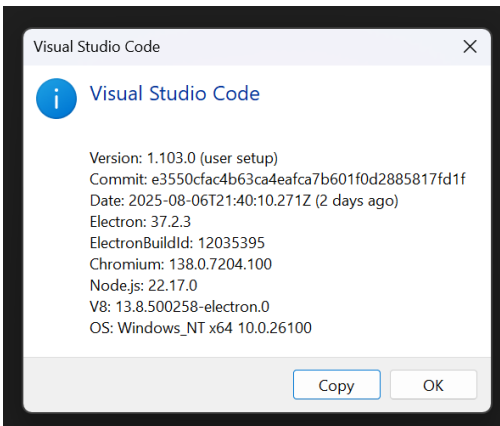 Visual Studio Code
Visual Studio Code
Version: 1.103.0 (user setup)
Commit: e3550cfac4b63ca4eafca7b601f0d2885817fd1f
Date: 2025-08-06T21:40:10.271Z (2 days ago)
Electron: 37.2.3
ElectronBuildId: 12035395
Chromium: 138.0.7204.100
Node.js: 22.17.0
V8: 13.8.500258-electron.0
OS: Windows_NT x64 10.0.26100
Copy OK